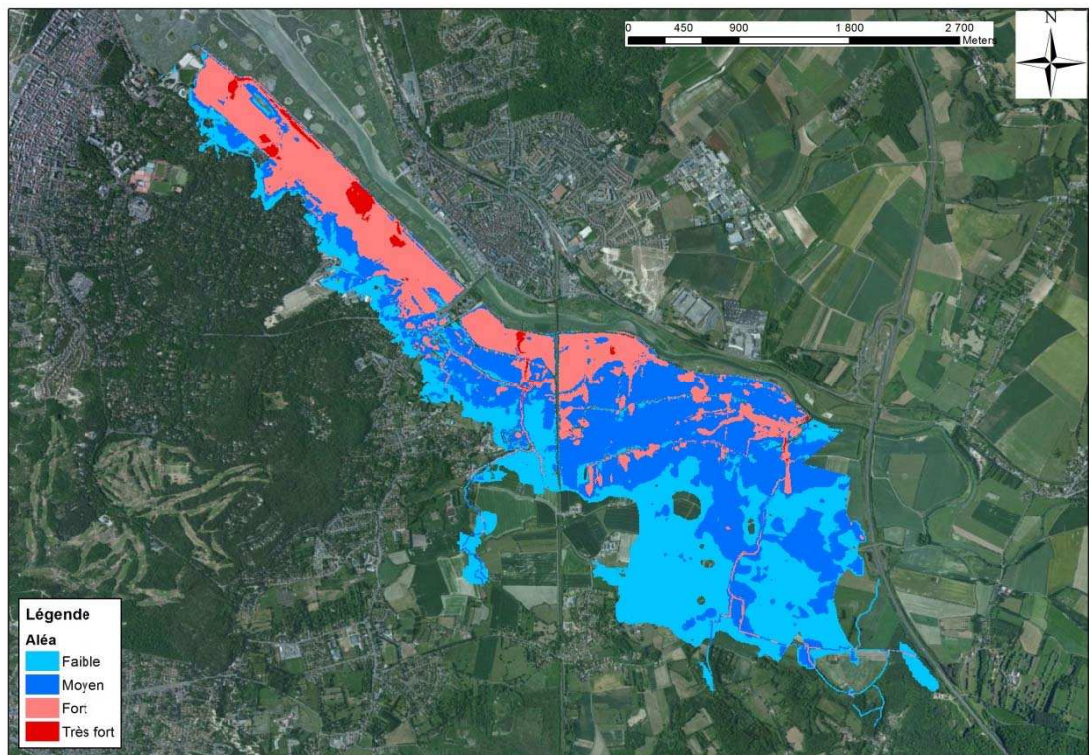 0 450 900 1 800 2 700
Meters
N
Légende
Aléa
Faible
Moyen
Fort
Très fort